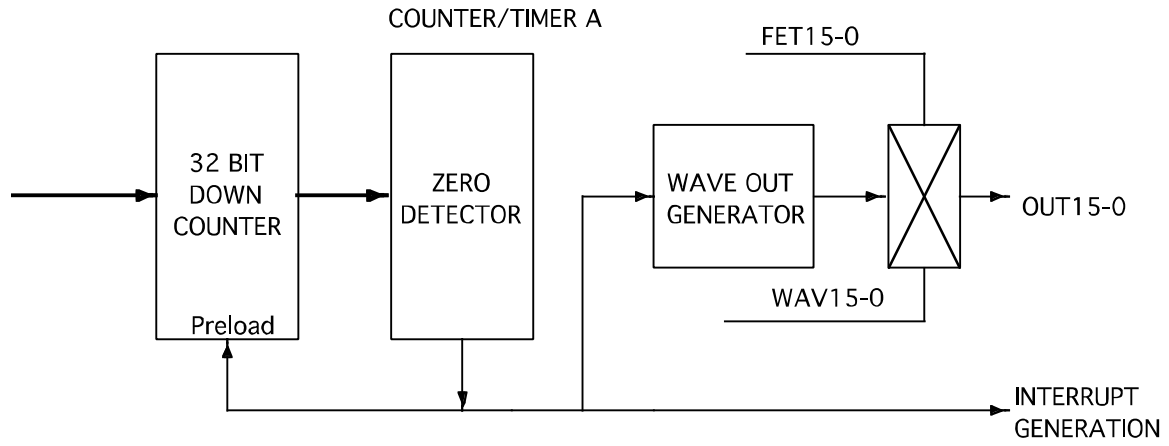 COUNTER/TIMER A
FET15-0
32 BIT
DOWN
COUNTER
ZERO
DETECTOR
WAVE OUT
GENERATOR
OUT15-0
WAV15-0
Preload
INTERRUPT
GENERATION